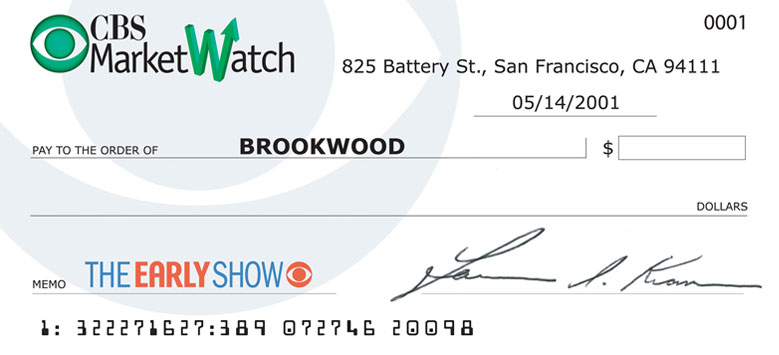 CBS
MarketWatch
0001
825 Battery St., San Francisco, CA 94111
05/14/2001
PAY TO THE ORDER OF BROOKWOOD $
DOLLARS
MEMO THE EARLY SHOW
1: 322271627:389 072746 20098